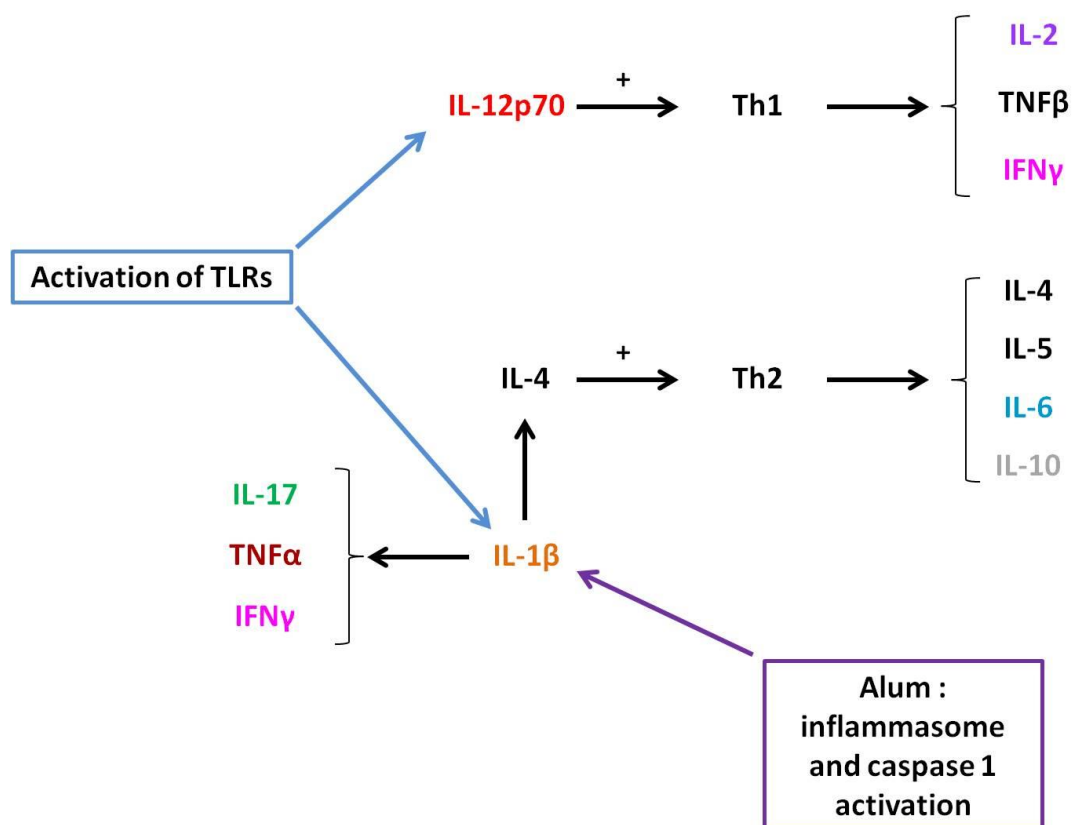 IL-2
+
IL-12p70
Th1
TNFβ
IFNγ
Activation of TLRs
IL-4
IL-5
+
IL-4
Th2
IL-6
IL-10
IL-17
TNFα
IL-1β
IFNγ
Alum :
inflammasome
and caspase 1
activation